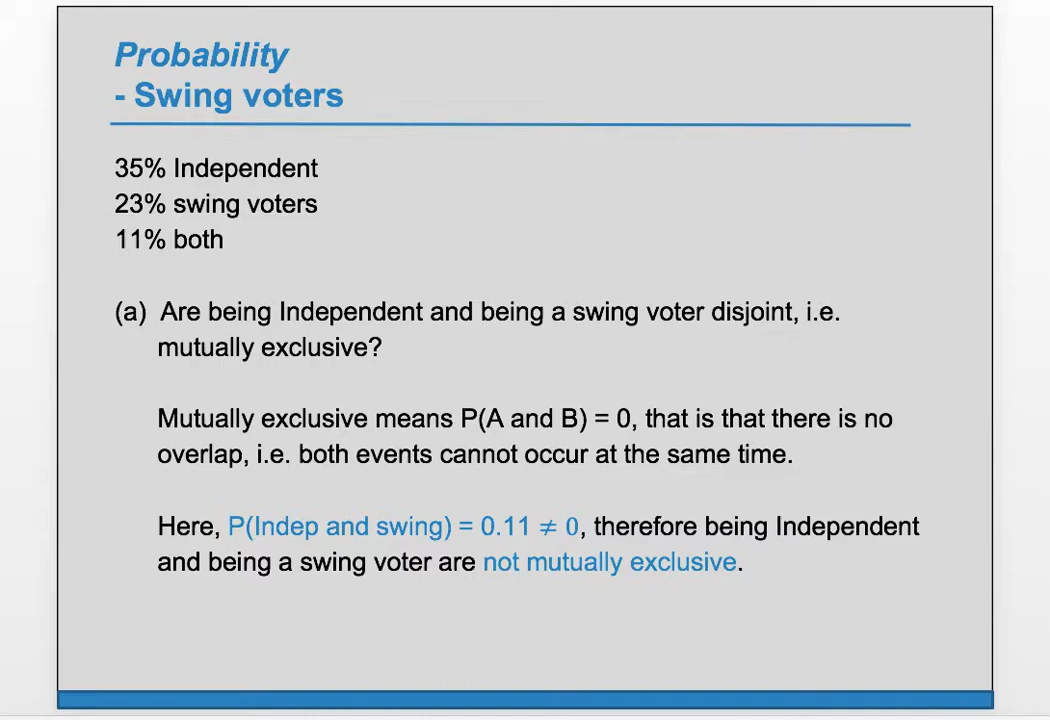 Probability
- Swing voters
35% Independent
23% swing voters
11% both
(a) Are being Independent and being a swing voter disjoint, i.e.
mutually exclusive?
Mutually exclusive means P(A and B) = 0, that is that there is no
overlap, i.e. both events cannot occur at the same time.
Here, P(Indep and swing) = 0.11 ≠ 0, therefore being Independent
and being a swing voter are not mutually exclusive.